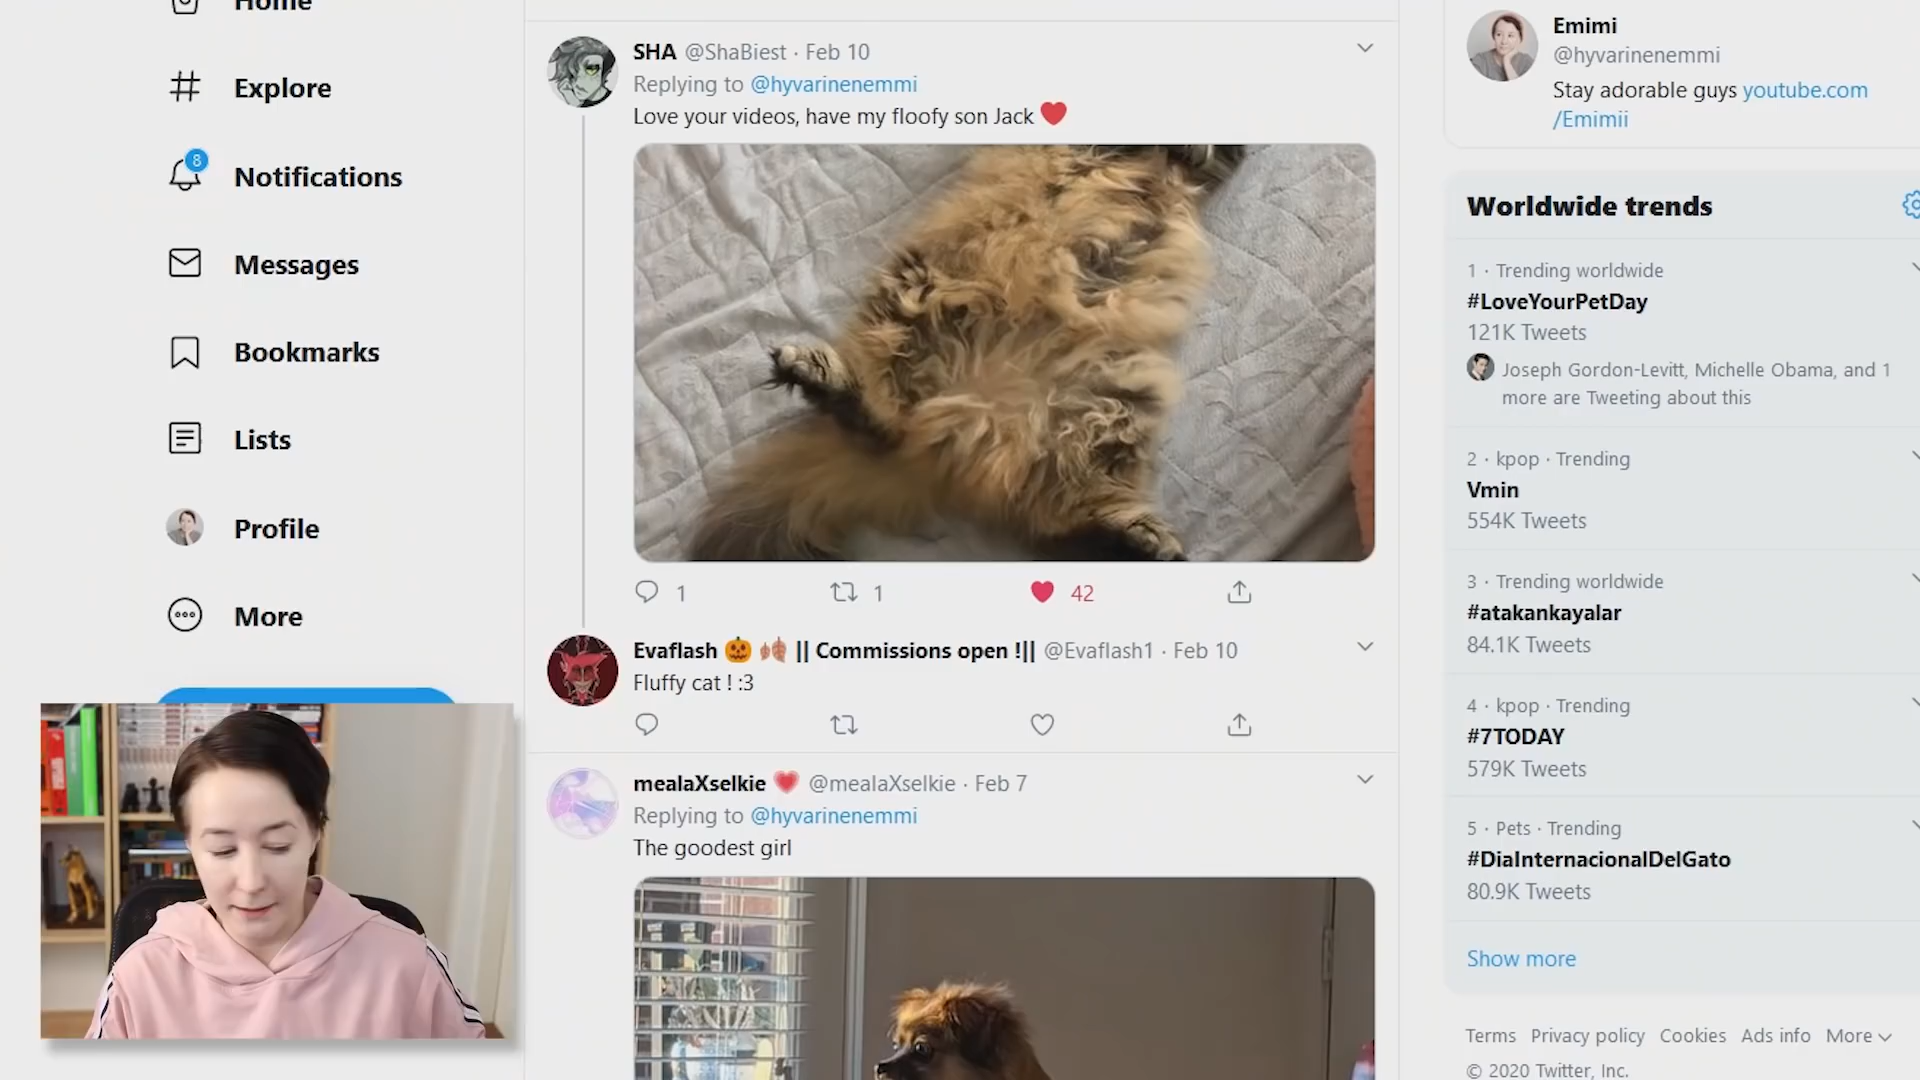 Home
Explore
8
Notifications
Messages
Bookmarks
Lists
Profile
More
SHA @ShaBiest · Feb 10
Replying to @hyvarinenemmi
Love your videos, have my floofy son Jack ❤️
1
1
42
Evaflash 🎃 🍂 || Commissions open !|| @Evaflash1 · Feb 10
Fluffy cat ! :3
mealaXselkie 💗 @mealaXselkie · Feb 7
Replying to @hyvarinenemmi
The goodest girl
Emimi
@hyvarinenemmi
Stay adorable guys youtube.com
/Emimii
Worldwide trends
1 · Trending worldwide
#LoveYourPetDay
121K Tweets
Joseph Gordon-Levitt, Michelle Obama, and 1
more are Tweeting about this
2 · kpop · Trending
Vmin
554K Tweets
3 · Trending worldwide
#atakankayalar
84.1K Tweets
4 · kpop · Trending
#7TODAY
579K Tweets
5 · Pets · Trending
#DiaInternacionalDelGato
80.9K Tweets
Show more
Terms Privacy policy Cookies Ads info More
© 2020 Twitter, Inc.